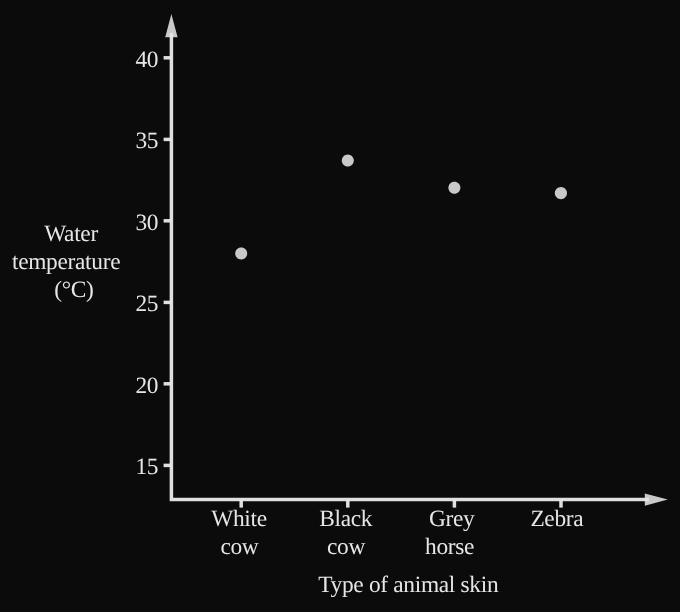 40
35
30
25
20
15
Water
temperature
(°C)
White
cow
Black
cow
Grey
horse
Zebra
Type of animal skin